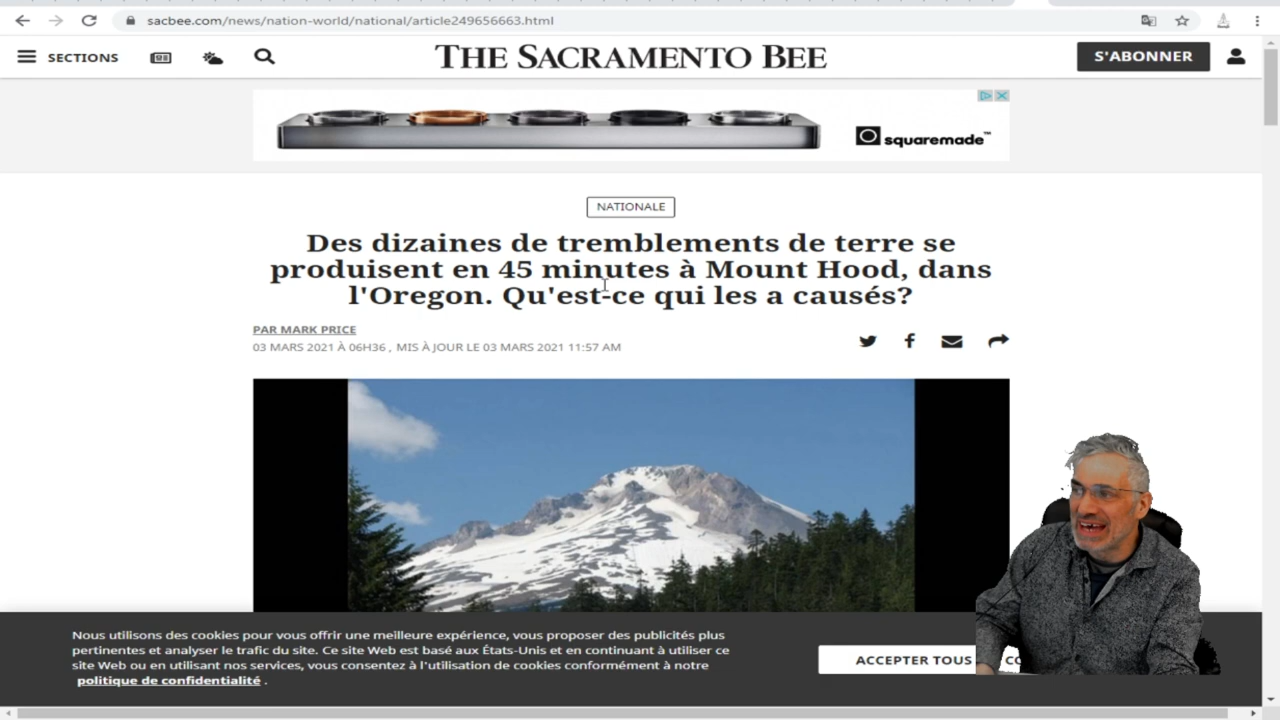 sacbee.com/news/nation-world/national/article249656663.html
SECTIONS
THE SACRAMENTO BEE
S'ABONNER
squaremade™
NATIONALE
Des dizaines de tremblements de terre se
produisent en 45 minutes à Mount Hood, dans
l'Oregon. Qu'est-ce qui les a causés?
PAR MARK PRICE
03 MARS 2021 À 06H36 , MIS À JOUR LE 03 MARS 2021 11:57 AM
Nous utilisons des cookies pour vous offrir une meilleure expérience, vous proposer des publicités plus
pertinentes et analyser le trafic du site. Ce site Web est basé aux États-Unis et en continuant à utiliser ce
site Web ou en utilisant nos services, vous consentez à l'utilisation de cookies conformément à notre
politique de confidentialité .
ACCEPTER TOUS